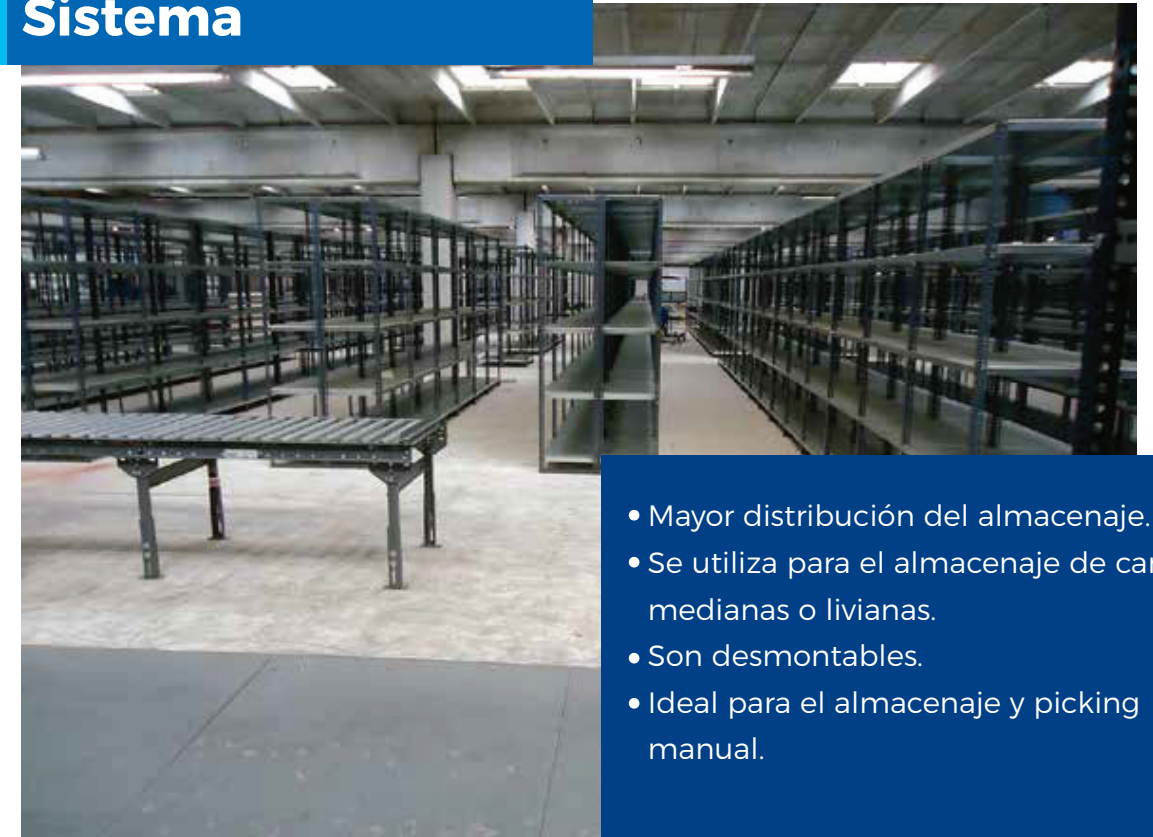 Sistema
• Mayor distribución del almacenaje.
• Se utiliza para el almacenaje de
medianas o livianas.
• Son desmontables.
• Ideal para el almacenaje y picking
manual.